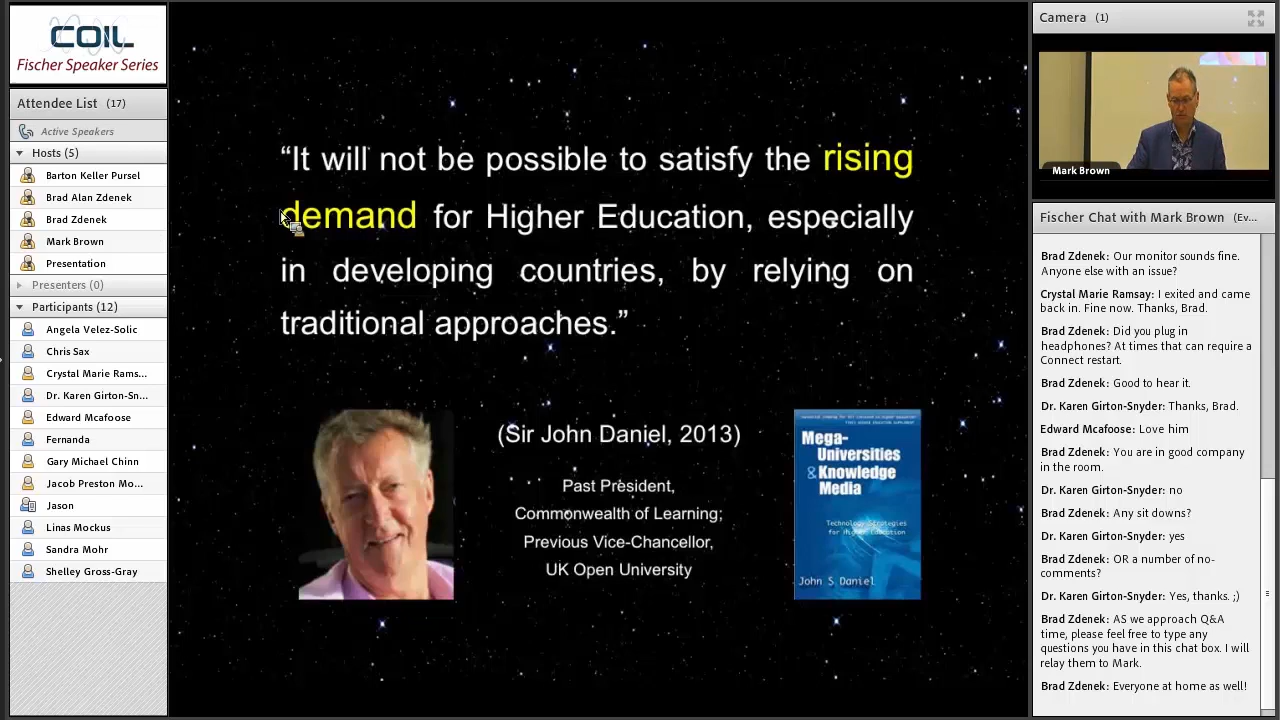 COIL
Fischer Speaker Series
Attendee List (17)
Active Speakers
Hosts (5)
Barton Keller Pursel
Brad Alan Zdenek
Brad Zdenek
Mark Brown
Presentation
Presenters (0)
Participants (12)
Angela Velez-Solic
Chris Sax
Crystal Marie Rams...
Dr. Karen Girton-Sn...
Edward Mcafoose
Fernanda
Gary Michael Chinn
Jacob Preston Mo...
Jason
Linas Mockus
Sandra Mohr
Shelley Gross-Gray
“It will not be possible to satisfy the rising
demand for Higher Education, especially
in developing countries, by relying on
traditional approaches.”
(Sir John Daniel, 2013)
Past President,
Commonwealth of Learning;
Previous Vice-Chancellor,
UK Open University
Mega-
Universities
& Knowledge
Media
Technology Strategies
for Higher Education
John S Daniel
Camera (1)
Mark Brown
Fischer Chat with Mark Brown (Ev...
Brad Zdenek: Our monitor sounds fine.
Anyone else with an issue?
Crystal Marie Ramsay: I exited and came
back in. Fine now. Thanks, Brad.
Brad Zdenek: Did you plug in
headphones? At times that can require a
Connect restart.
Brad Zdenek: Good to hear it.
Dr. Karen Girton-Snyder: Thanks, Brad.
Edward Mcafoose: Love him
Brad Zdenek: You are in good company
in the room.
Dr. Karen Girton-Snyder: no
Brad Zdenek: Any sit downs?
Dr. Karen Girton-Snyder: yes
Brad Zdenek: OR a number of no-
comments?
Dr. Karen Girton-Snyder: Yes, thanks. ;)
Brad Zdenek: AS we approach Q&A
time, please feel free to type any
questions you have in this chat box. I will
relay them to Mark.
Brad Zdenek: Everyone at home as well!